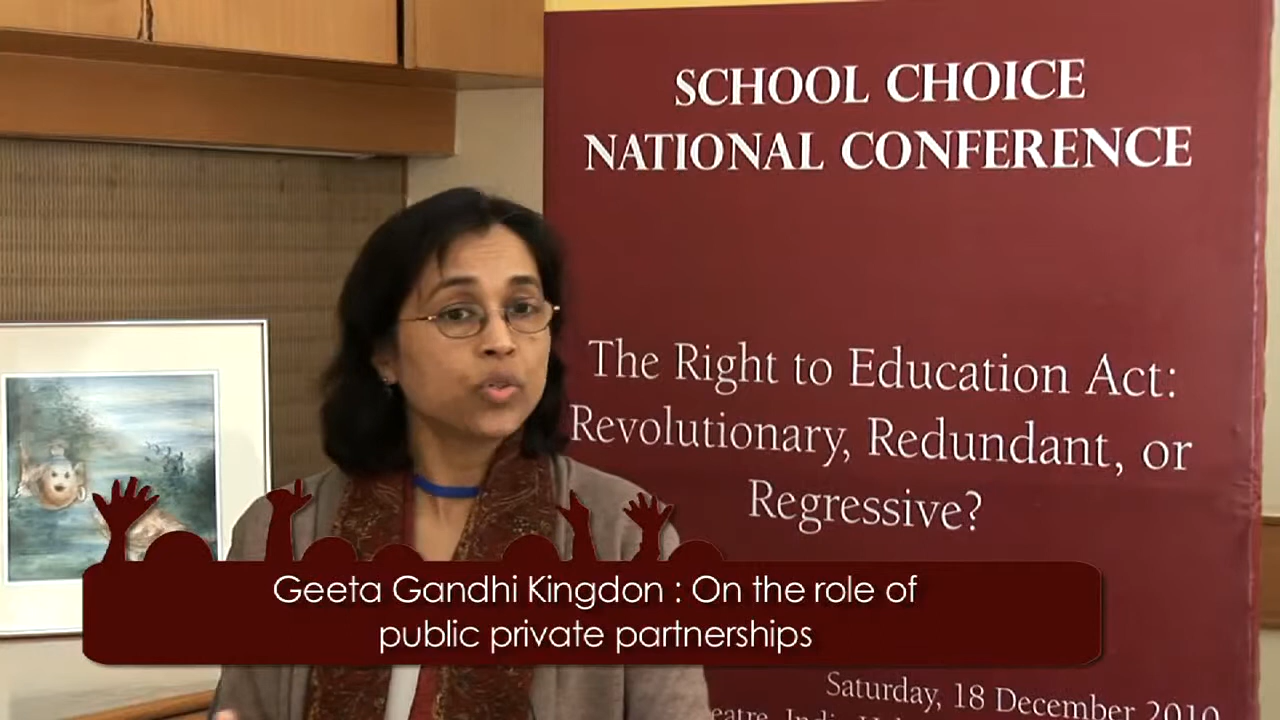 SCHOOL CHOICE
NATIONAL CONFERENCE
The Right to Education Act:
Revolutionary, Redundant, or
Regressive?
Geeta Gandhi Kingdon : On the role of
public private partnerships
Saturday, 18 December 2010